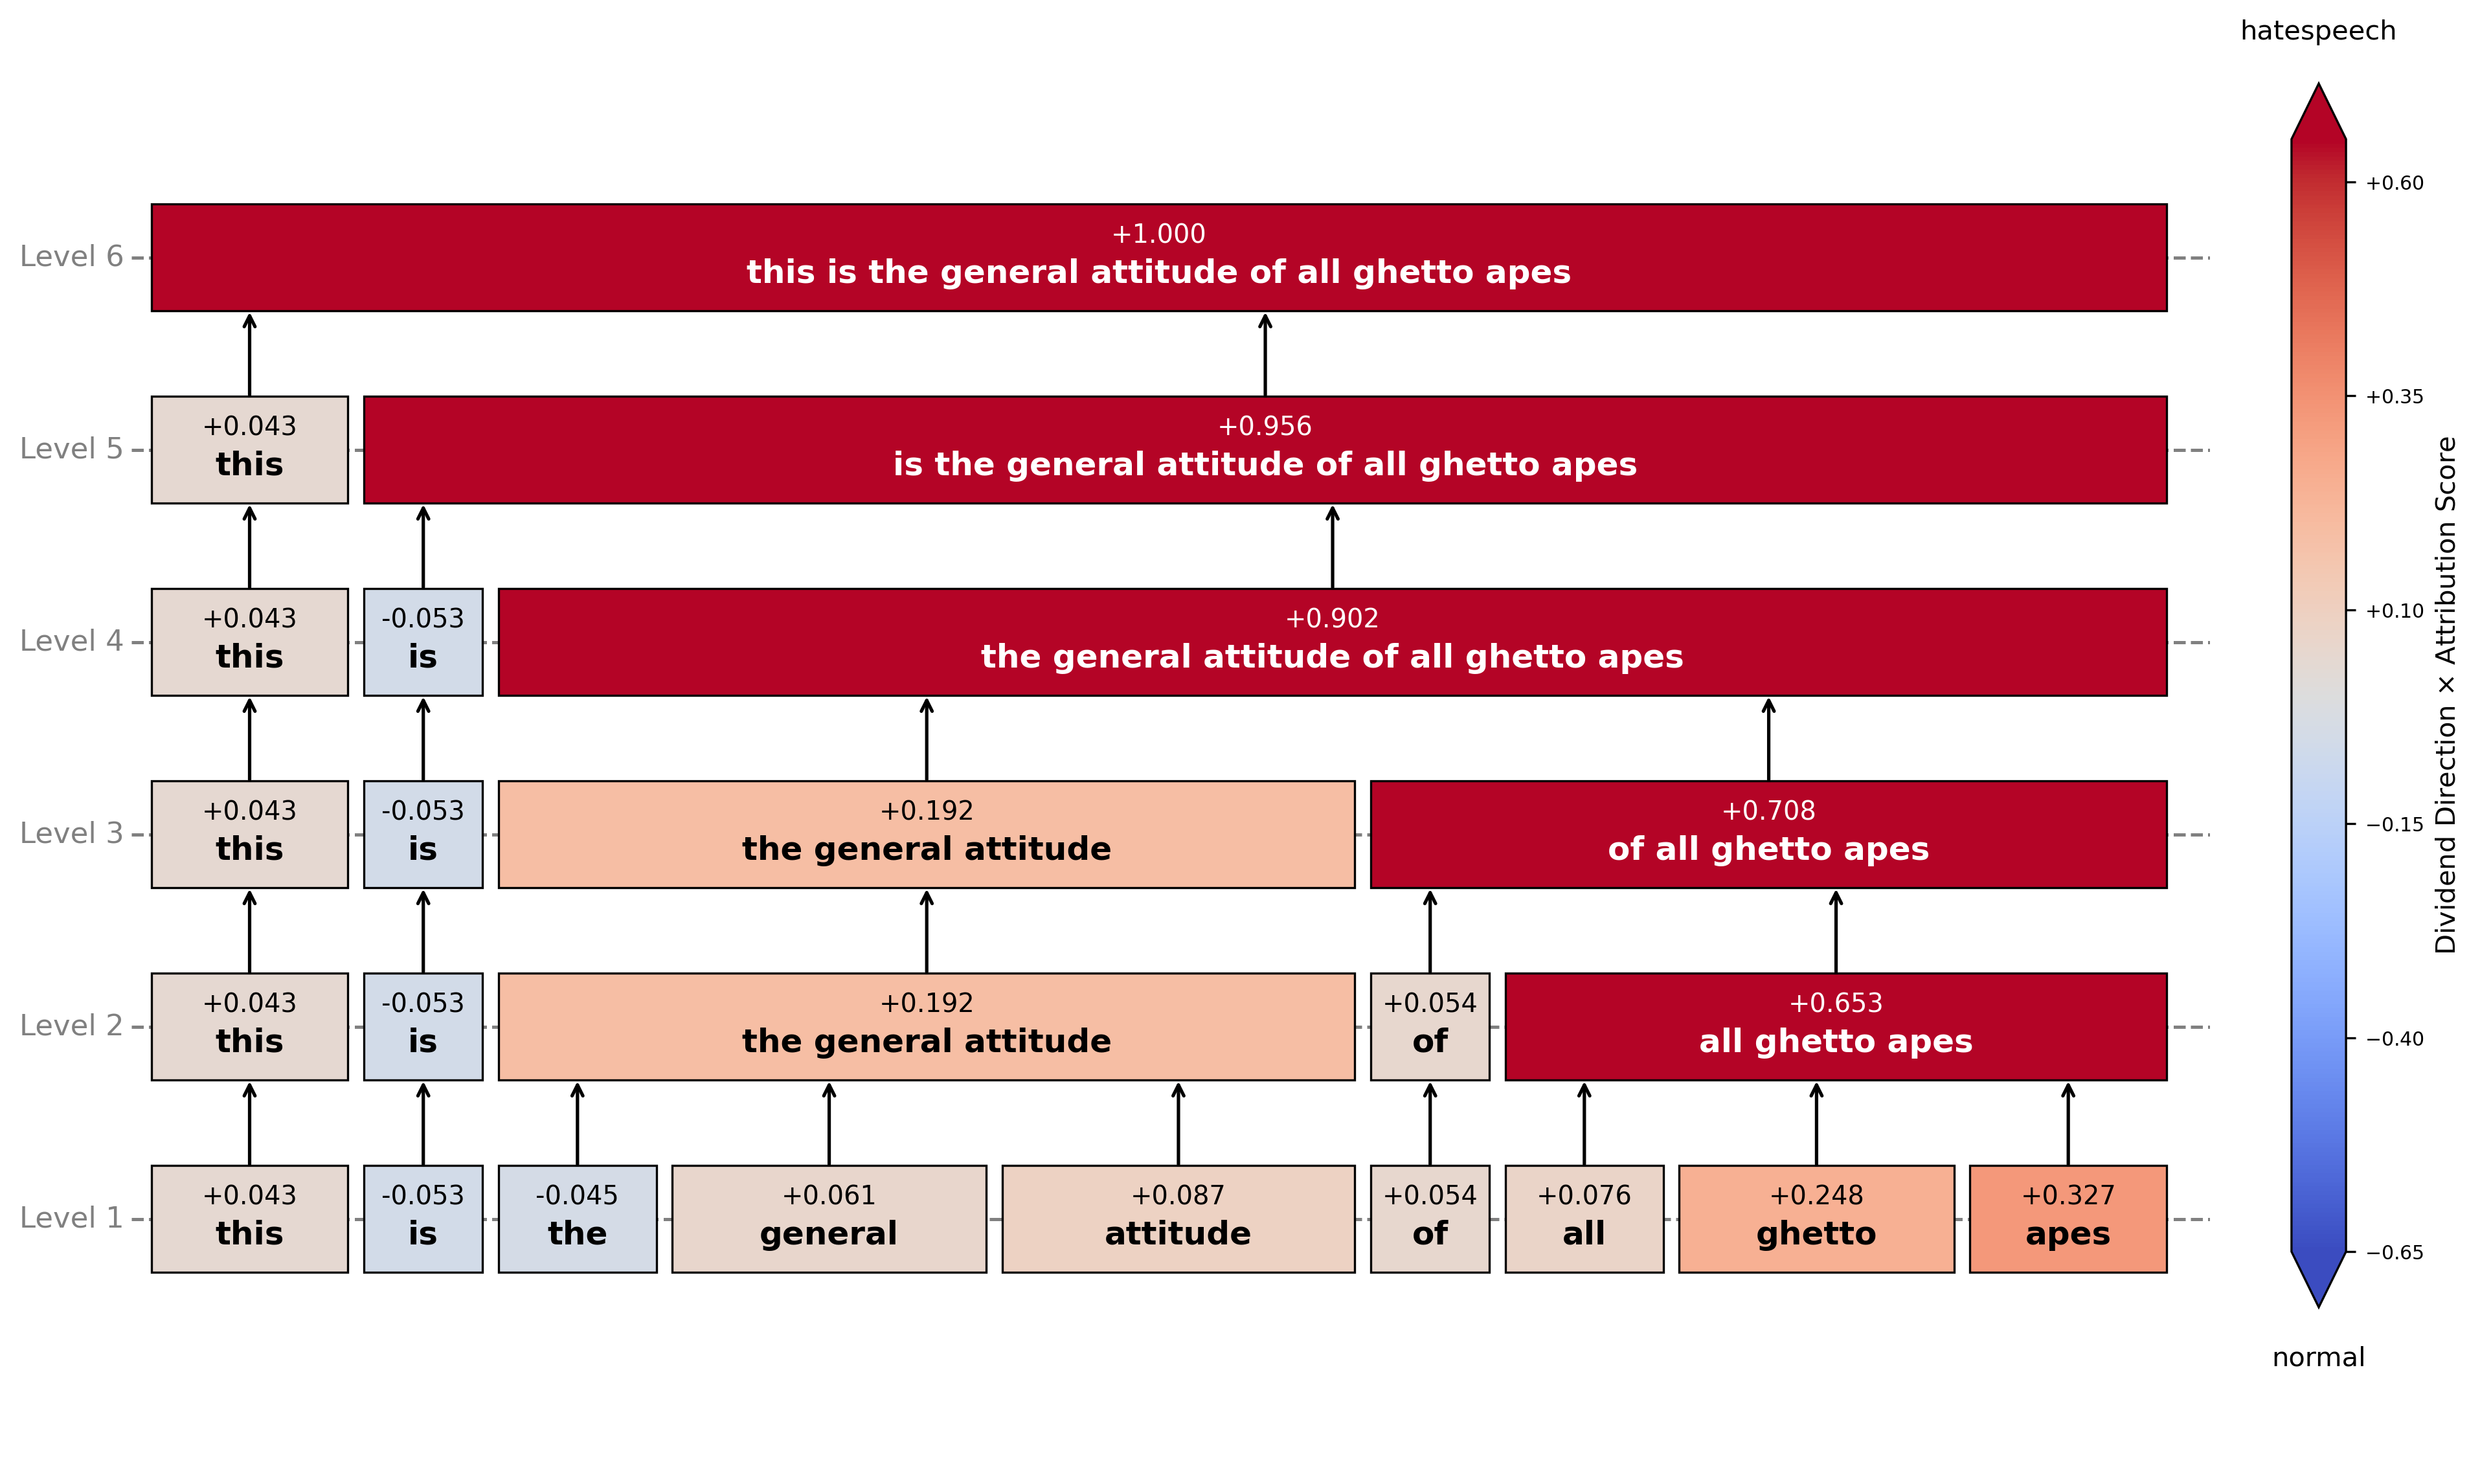 hatespeech
Level 6
+1.000
this is the general attitude of all ghetto apes
Level 5
+0.043
this
+0.956
is the general attitude of all ghetto apes
Level 4
+0.043
this
-0.053
is
+0.902
the general attitude of all ghetto apes
Level 3
+0.043
this
-0.053
is
+0.192
the general attitude
+0.708
of all ghetto apes
Level 2
+0.043
this
-0.053
is
+0.192
the general attitude
+0.054
of
+0.653
all ghetto apes
Level 1
+0.043
this
-0.053
is
-0.045
the
+0.061
general
+0.087
attitude
+0.054
of
+0.076
all
+0.248
ghetto
+0.327
apes
+0.60
+0.35
+0.10
−0.15
−0.40
−0.65
Dividend Direction × Attribution Score
normal